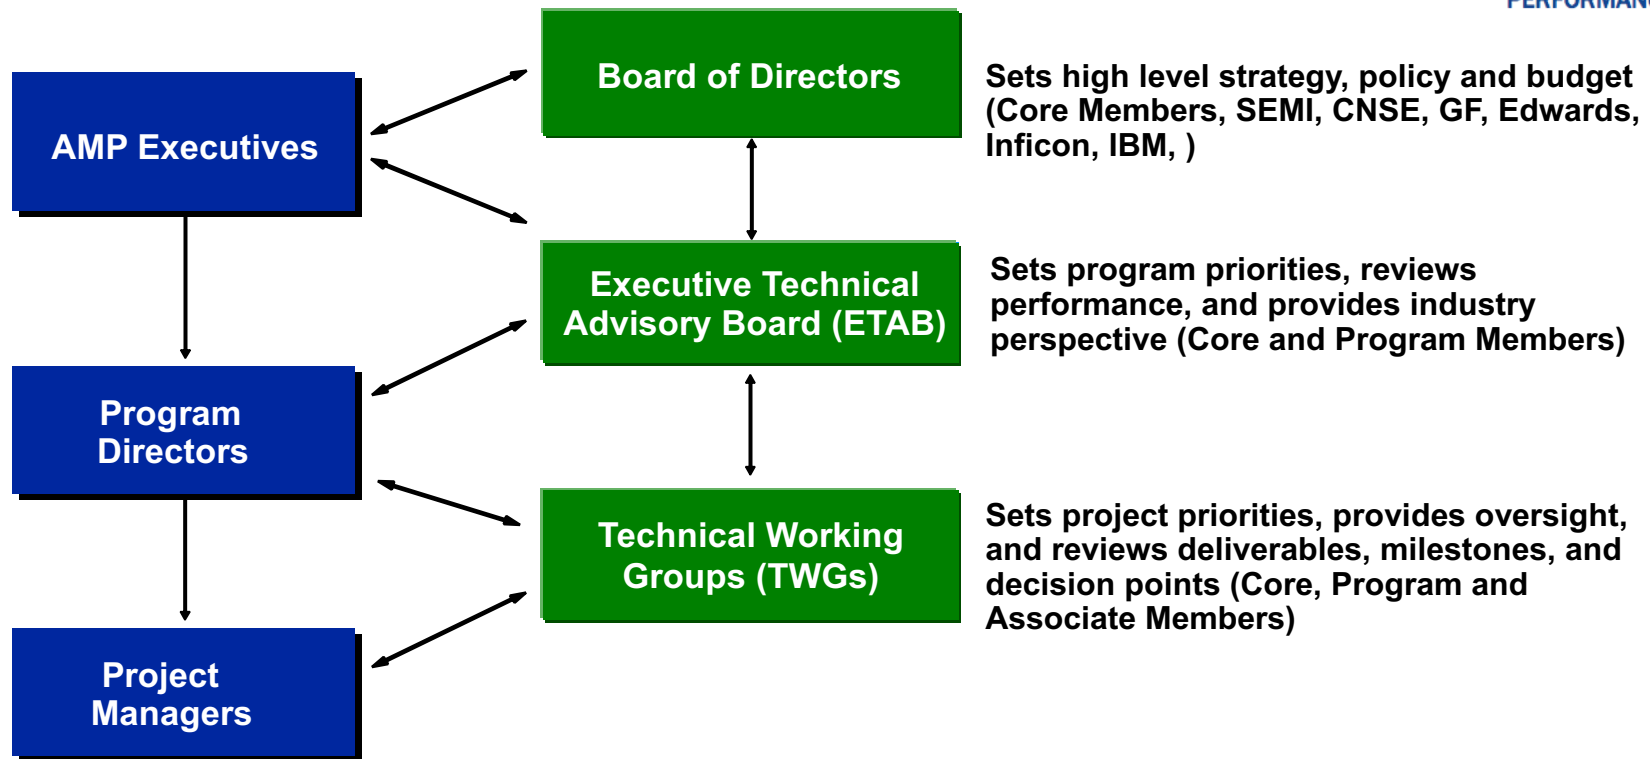 PERFORMANC
Board of Directors
Sets high level strategy, policy and budget
(Core Members, SEMI, CNSE, GF, Edwards,
Inficon, IBM, )
AMP Executives
Executive Technical
Advisory Board (ETAB)
Sets program priorities, reviews
performance, and provides industry
perspective (Core and Program Members)
Program
Directors
Technical Working
Groups (TWGs)
Sets project priorities, provides oversight,
and reviews deliverables, milestones, and
decision points (Core, Program and
Associate Members)
Project
Managers